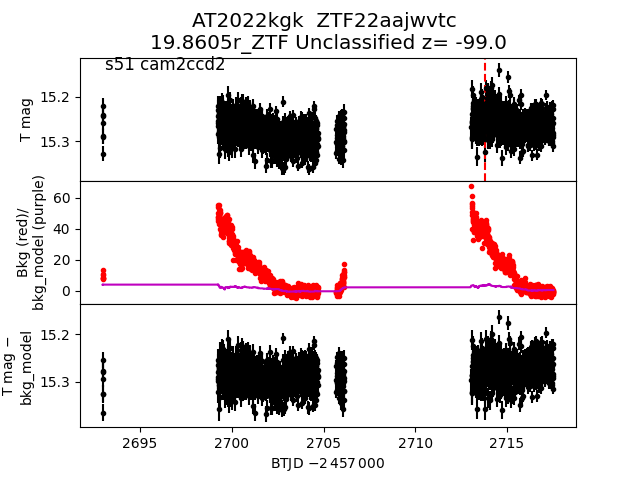 AT2022kgk  ZTF22aajwvtc
19.8605r_ZTF Unclassified z= -99.0
s51 cam2ccd2
T mag
15.2
15.3
Bkg (red)/
bkg_model (purple)
60
40
20
0
T mag −
bkg_model
15.2
15.3
2695
2700
2705
2710
2715
BTJD −2 457 000